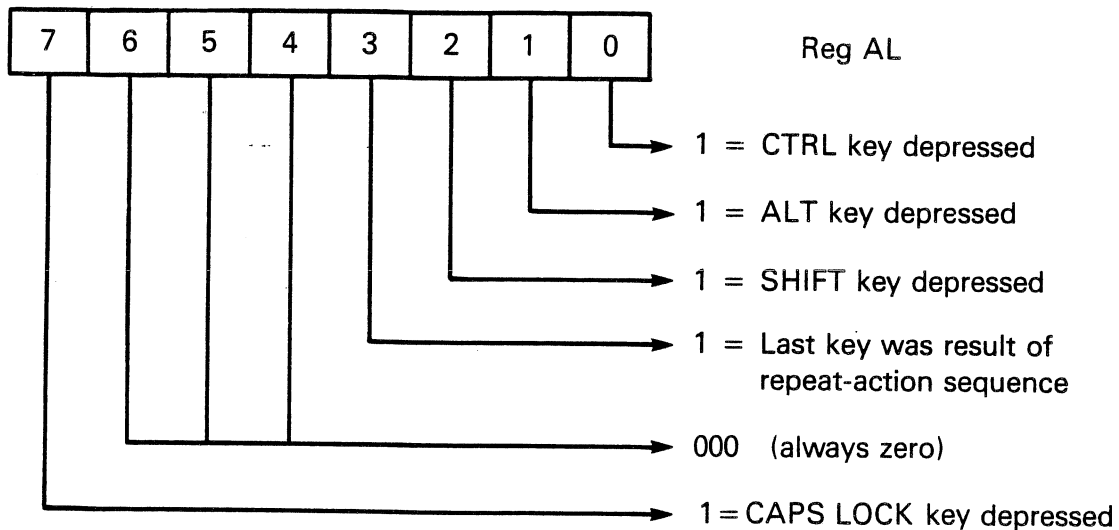 7 6 5 4 3 2 1 0 Reg AL
1 = CTRL key depressed
1 = ALT key depressed
1 = SHIFT key depressed
1 = Last key was result of
repeat-action sequence
000 (always zero)
1 = CAPS LOCK key depressed